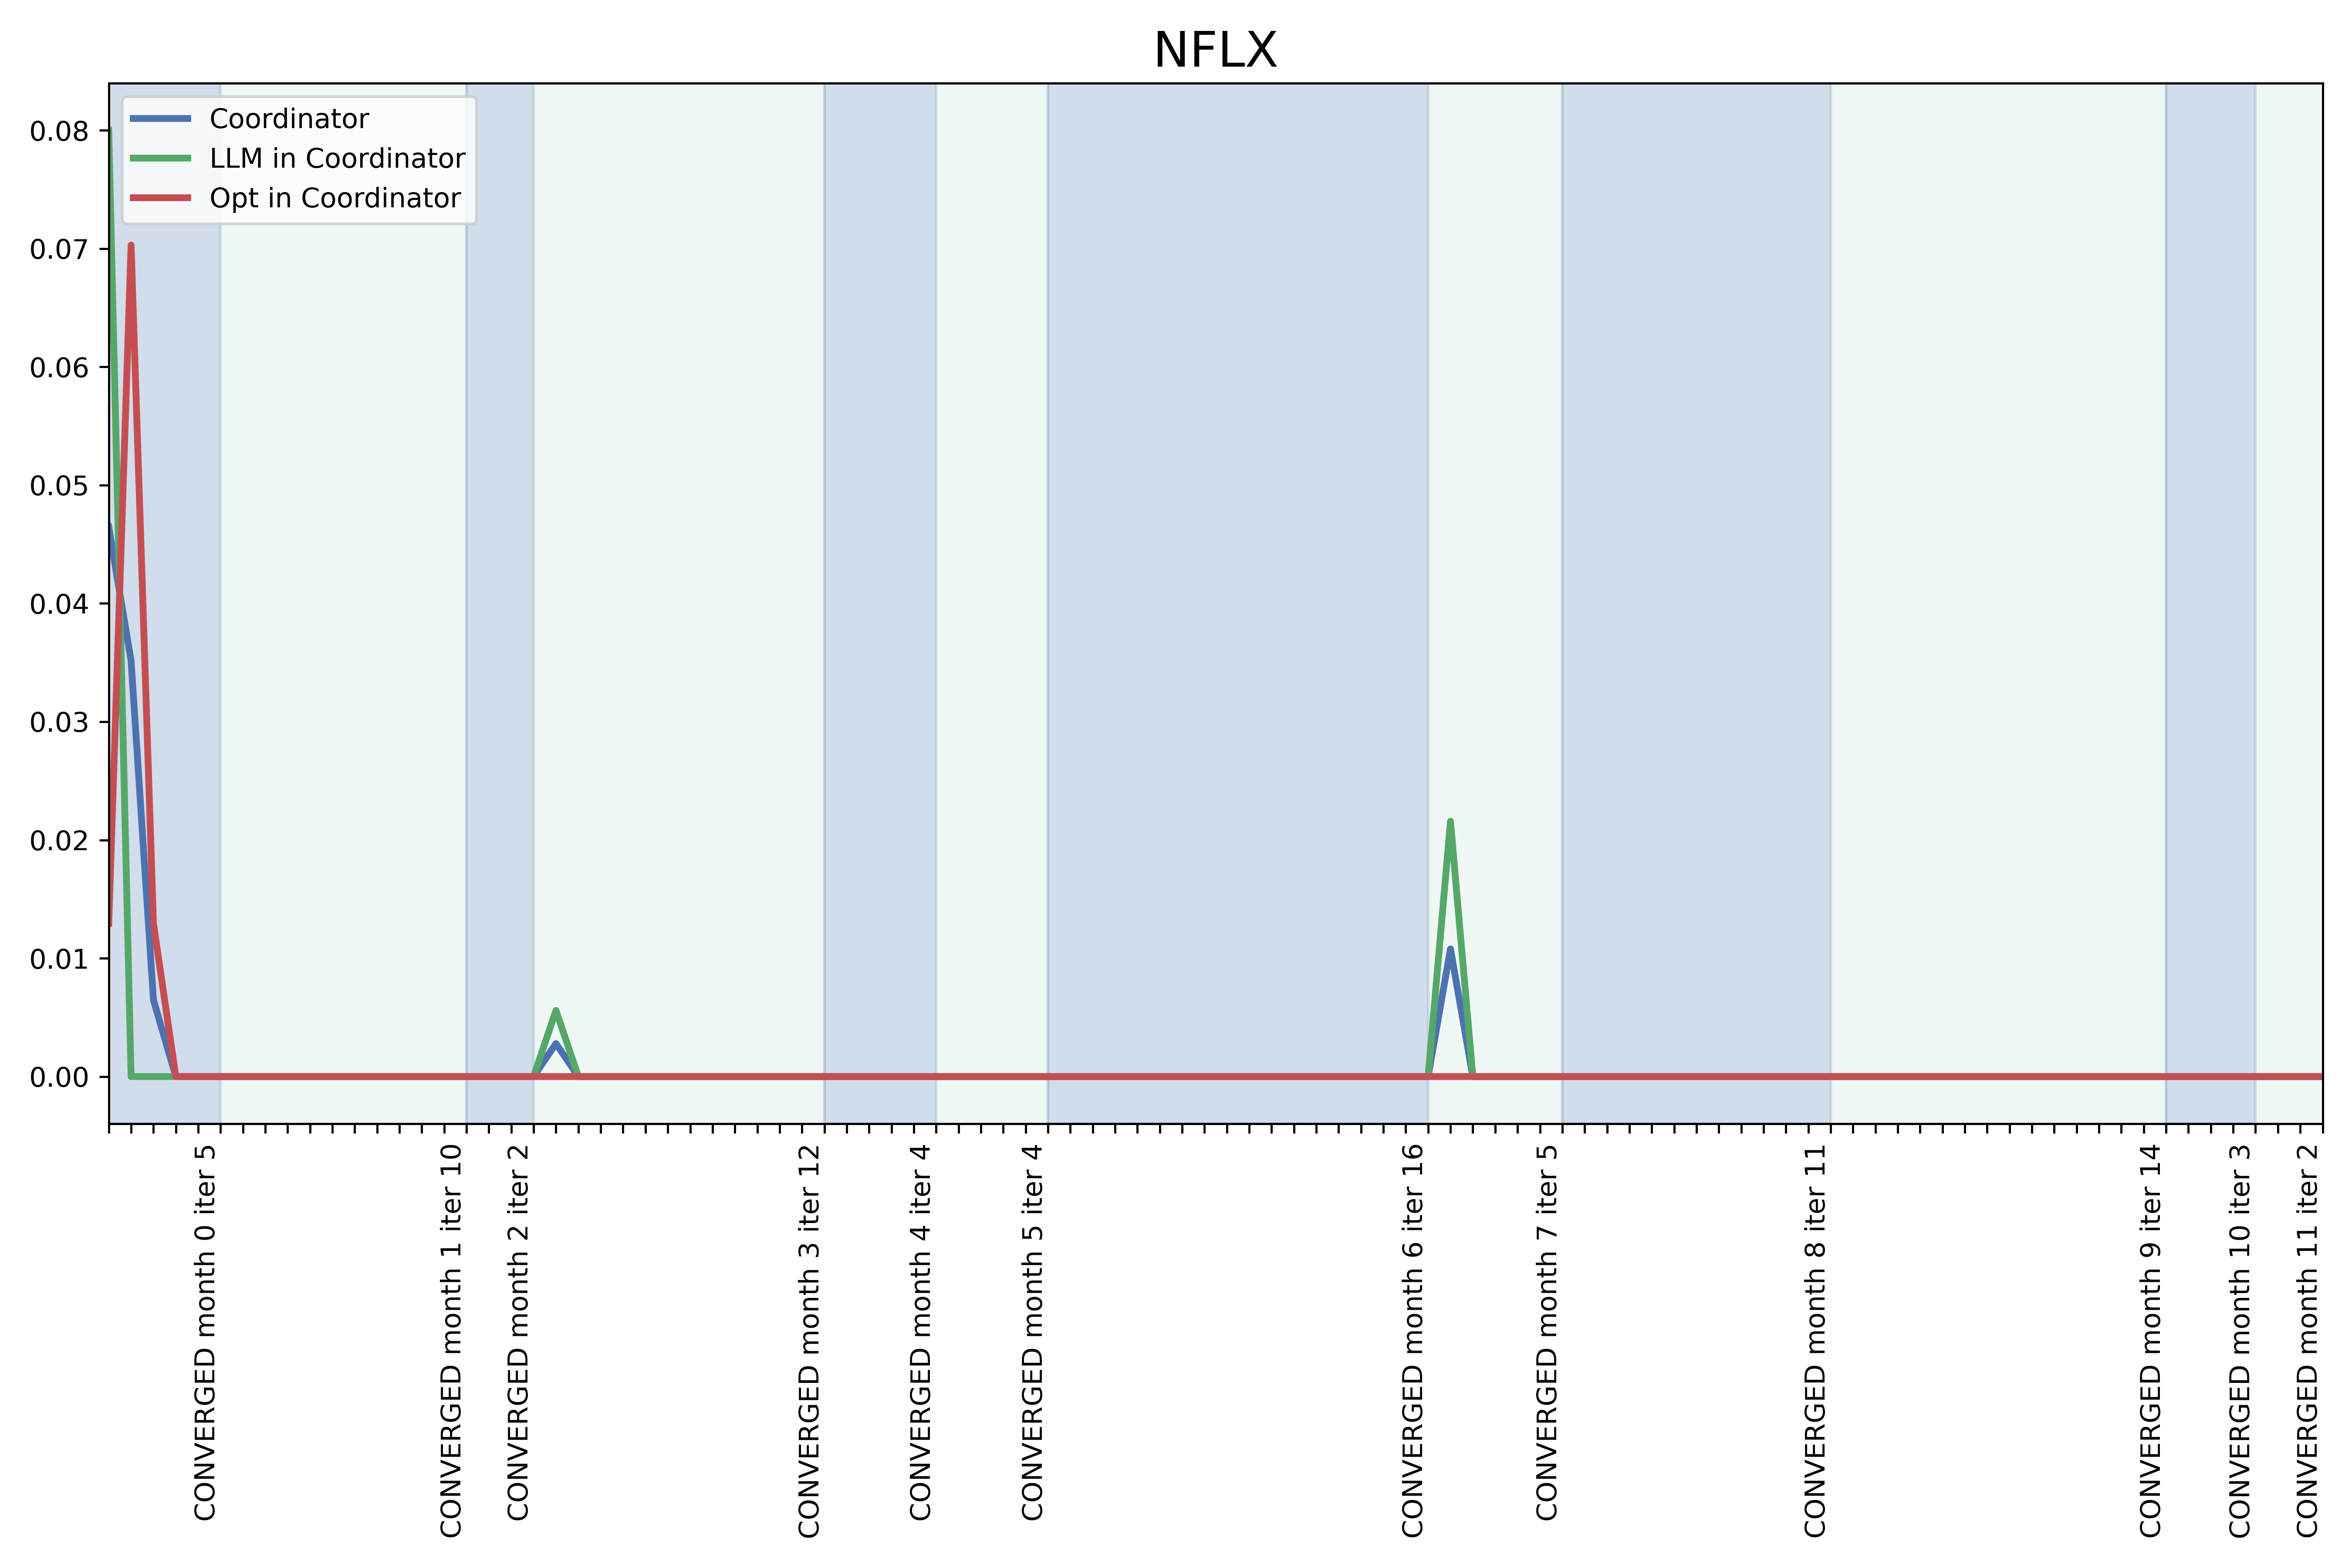 NFLX
Coordinator
LLM in Coordinator
Opt in Coordinator
0.08
0.07
0.06
0.05
0.04
0.03
0.02
0.01
0.00
CONVERGED month 0 iter 5
CONVERGED month 1 iter 10
CONVERGED month 2 iter 2
CONVERGED month 3 iter 12
CONVERGED month 4 iter 4
CONVERGED month 5 iter 4
CONVERGED month 6 iter 16
CONVERGED month 7 iter 5
CONVERGED month 8 iter 11
CONVERGED month 9 iter 14
CONVERGED month 10 iter 3
CONVERGED month 11 iter 2